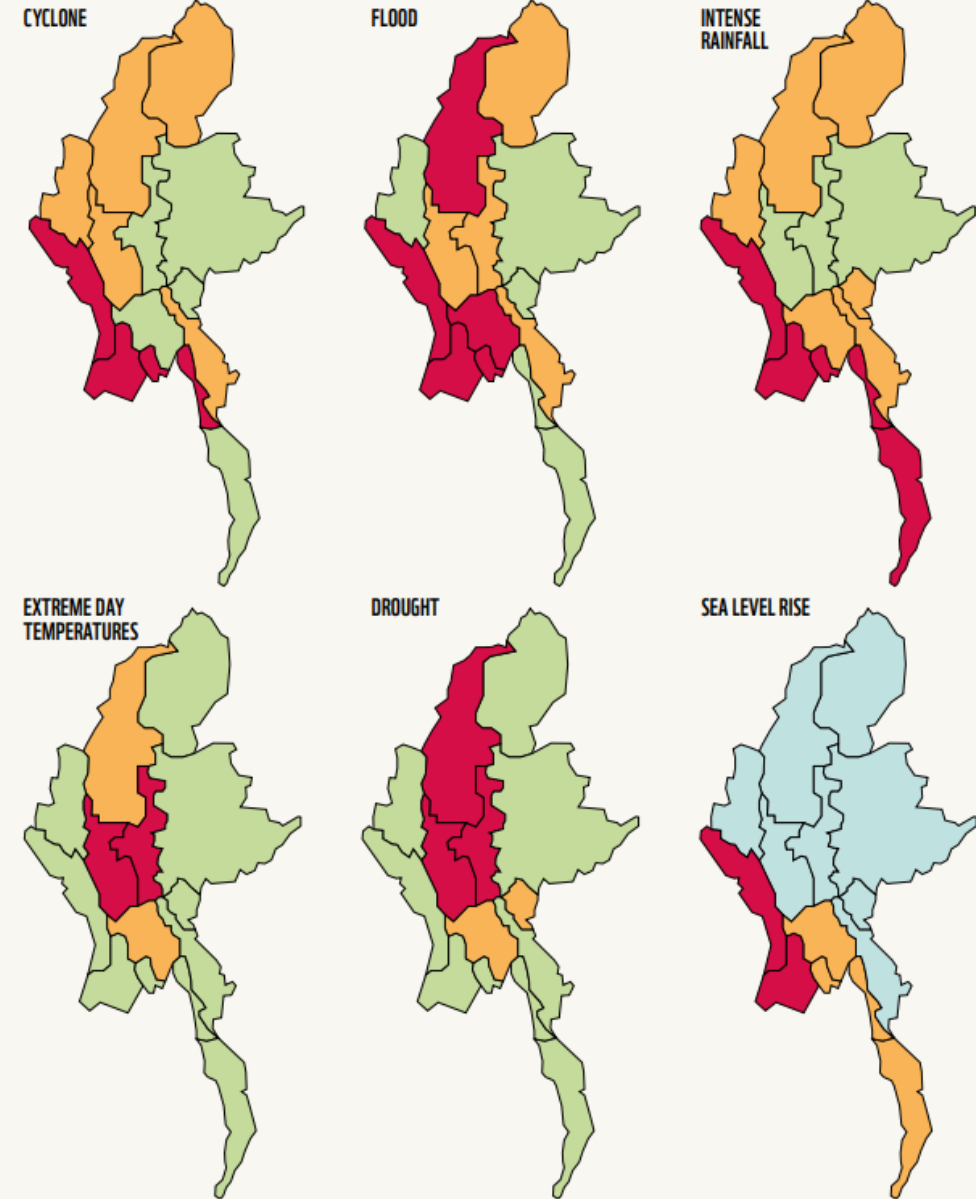 CYCLONE
FLOOD
INTENSE
RAINFALL
EXTREME DAY
TEMPERATURES
DROUGHT
SEA LEVEL RISE